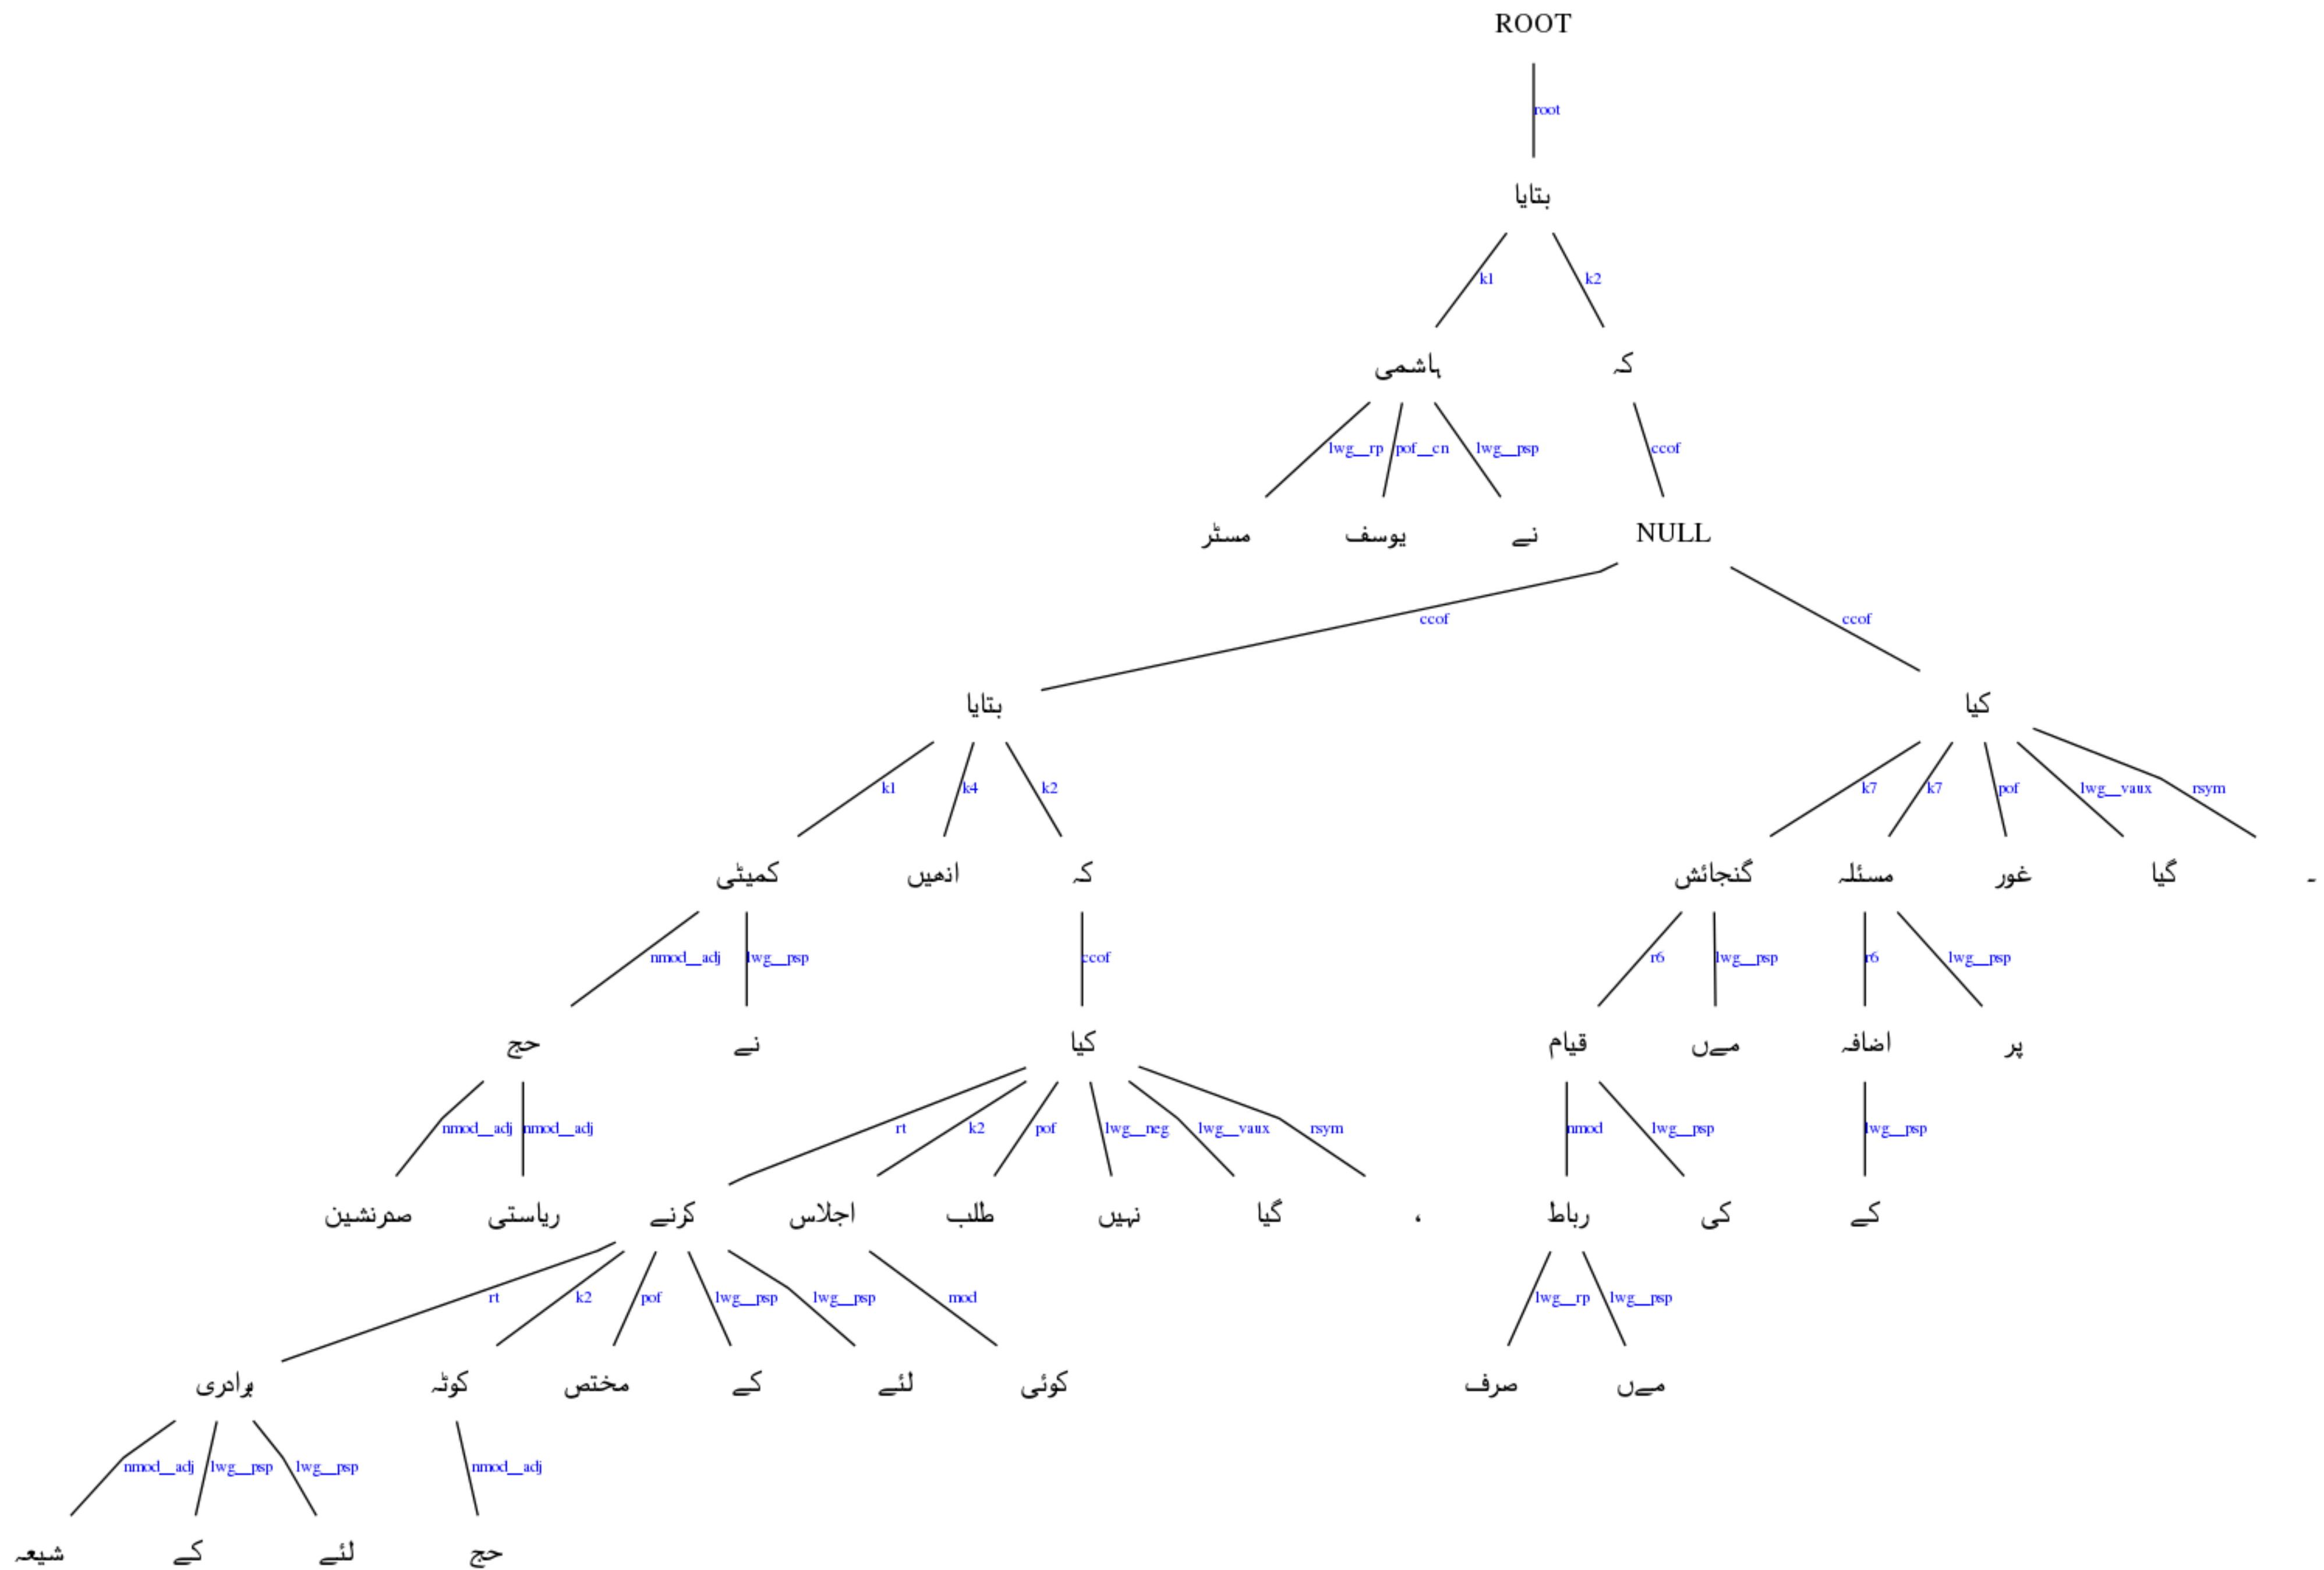 ROOT
root
بتایا
k1 k2
ہاشمی کہ
lwg__rp pof__cn lwg__psp ccof
مسٹر یوسف نے NULL
ccof ccof
بتایا کیا
k1 k4 k2 k7 k7 pof lwg__vaux rsym
کمیٹی انھیں کہ گنجائش مسئلہ غور گیا ۔
nmod__adj lwg__psp ccof r6 lwg__psp r6 lwg__psp
حج نے کیا قیام مےں اضافہ پر
nmod__adj nmod__adj rt k2 pof lwg__neg lwg__vaux rsym nmod lwg__psp lwg__psp
صدرنشین ریاستی کرنے اجلاس طلب نہیں گیا ، رباط کی کے
rt k2 pof lwg__psp lwg__psp mod lwg__rp lwg__psp
برادری کوٹہ مختص کے لئے کوئی صرف مےں
nmod__adj lwg__psp lwg__psp nmod__adj
شیعہ کے لئے حج